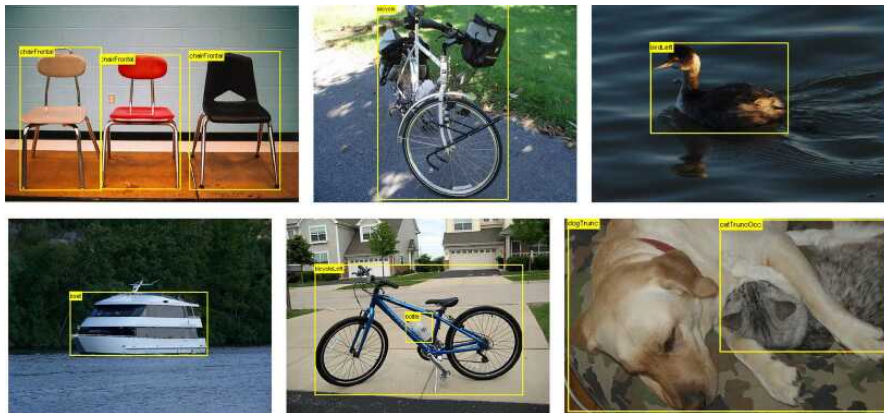 chairFrontal
chairFrontal
chairFrontal
bicycle
birdLeft
boat
bicycleLeft
bottle
dogTrunc
catTruncOcc